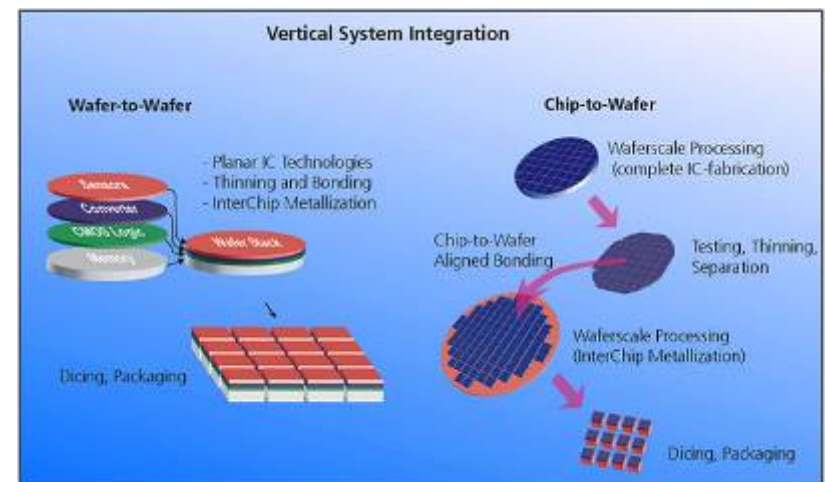 Vertical System Integration
Wafer-to-Wafer
- Planar IC Technologies
- Thinning and Bonding
- InterChip Metallization
Sensors
Converter
CMOS Logic
Memory
Wafer Stack
Dicing, Packaging
Chip-to-Wafer
Waferscale Processing
(complete IC-fabrication)
Testing, Thinning,
Separation
Chip-to-Wafer
Aligned Bonding
Waferscale Processing
(InterChip Metallization)
Dicing, Packaging